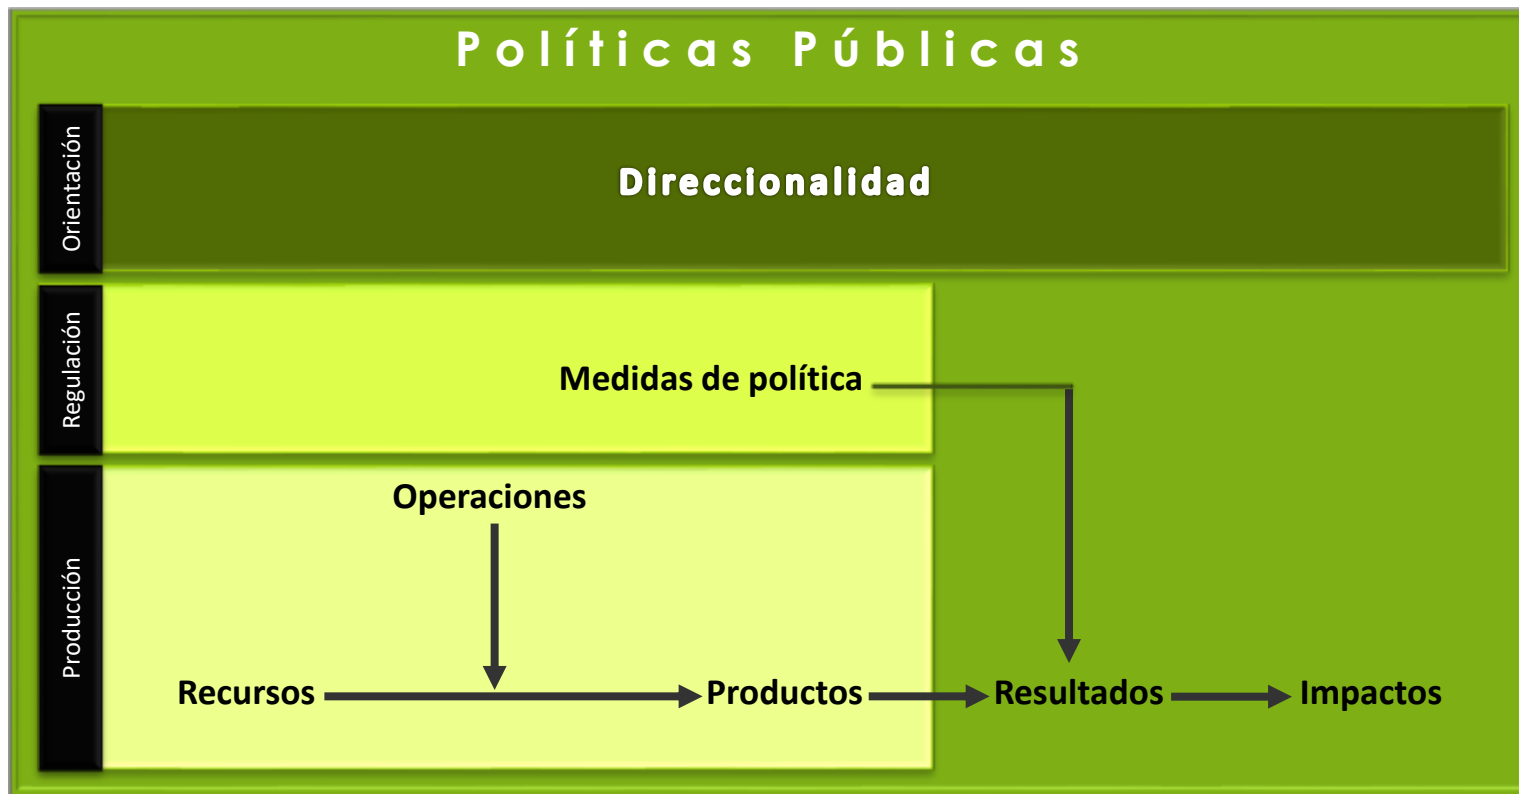 Políticas Públicas
Orientación
Direccionalidad
Regulación
Medidas de política
Producción
Operaciones
Recursos
Productos
Resultados
Impactos